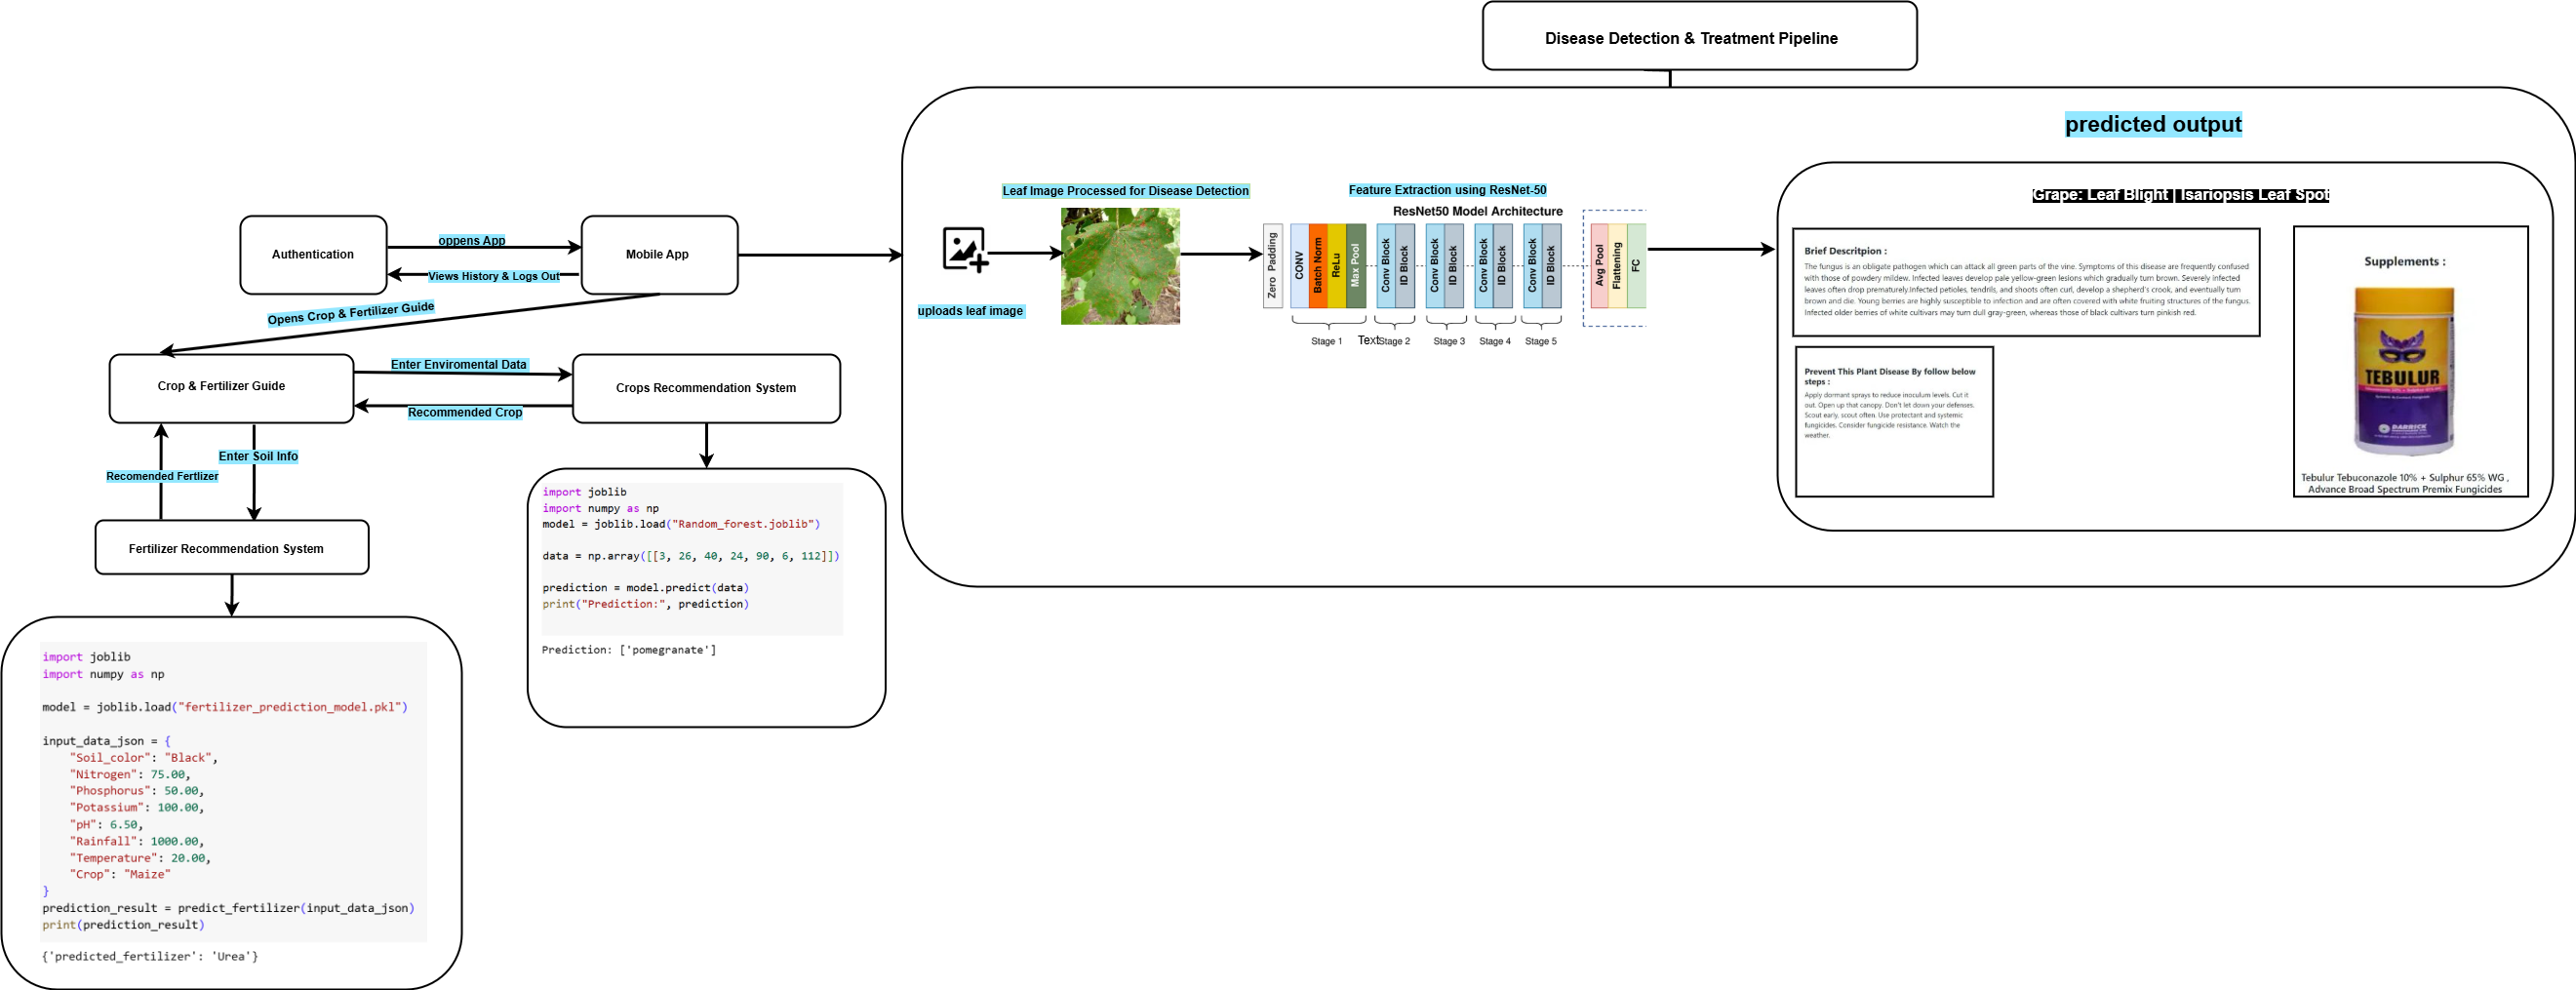 Disease Detection & Treatment Pipeline
predicted output
Leaf Image Processed for Disease Detection
Feature Extraction using ResNet-50
Grape: Leaf Blight | Isariopsis Leaf Spot
ResNet50 Model Architecture
Authentication
oppens App
Views History & Logs Out
Mobile App
uploads leaf image
Zero Padding
CONV
Batch Norm
ReLu
Max Pool
Conv Block
ID Block
Conv Block
ID Block
Conv Block
ID Block
Conv Block
ID Block
Avg Pool
Flattening
FC
Stage 1
Text
Stage 2
Stage 3
Stage 4
Stage 5
Brief Descritpion :
The fungus is an obligate pathogen which can attack all green parts of the vine. Symptoms of this disease are frequently confused
with those of powdery mildew. Infected leaves develop pale yellow-green lesions which gradually turn brown. Severely infected
leaves often drop prematurely.Infected petioles, tendrils, and shoots often curl, develop a shepherd's crook, and eventually turn
brown and die. Young berries are highly susceptible to infection and are often covered with white fruiting structures of the fungus.
Infected older berries of white cultivars may turn dull gray-green, whereas those of black cultivars turn pinkish red.
Prevent This Plant Disease By follow below
steps :
Apply dormant sprays to reduce inoculum levels. Cut it
out. Open up that canopy. Don't let down your defenses.
Scout early, scout often. Use protectant and systemic
fungicides. Consider fungicide resistance. Watch the
weather.
Supplements :
TEBULUR
DARRICK
Tebulur Tebuconazole 10% + Sulphur 65% WG ,
Advance Broad Spectrum Premix Fungicides
Opens Crop & Fertilizer Guide
Crop & Fertilizer Guide
Enter Enviromental Data
Recommended Crop
Crops Recommendation System
Recomended Fertlizer
Enter Soil Info
Fertilizer Recommendation System
import joblib
import numpy as np
model = joblib.load("Random_forest.joblib")
data = np.array([[3, 26, 40, 24, 90, 6, 112]])
prediction = model.predict(data)
print("Prediction:", prediction)
Prediction: ['pomegranate']
import joblib
import numpy as np
model = joblib.load("fertilizer_prediction_model.pkl")
input_data_json = {
"Soil_color": "Black",
"Nitrogen": 75.00,
"Phosphorus": 50.00,
"Potassium": 100.00,
"pH": 6.50,
"Rainfall": 1000.00,
"Temperature": 20.00,
"Crop": "Maize"
}
prediction_result = predict_fertilizer(input_data_json)
print(prediction_result)
{'predicted_fertilizer': 'Urea'}